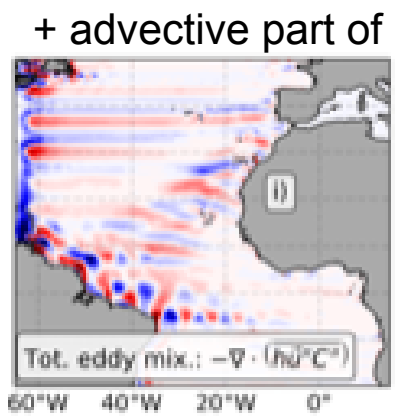 + advective part of
i)
Tot. eddy mix.: −∇ · (hu″C″)
60°W 40°W 20°W 0°